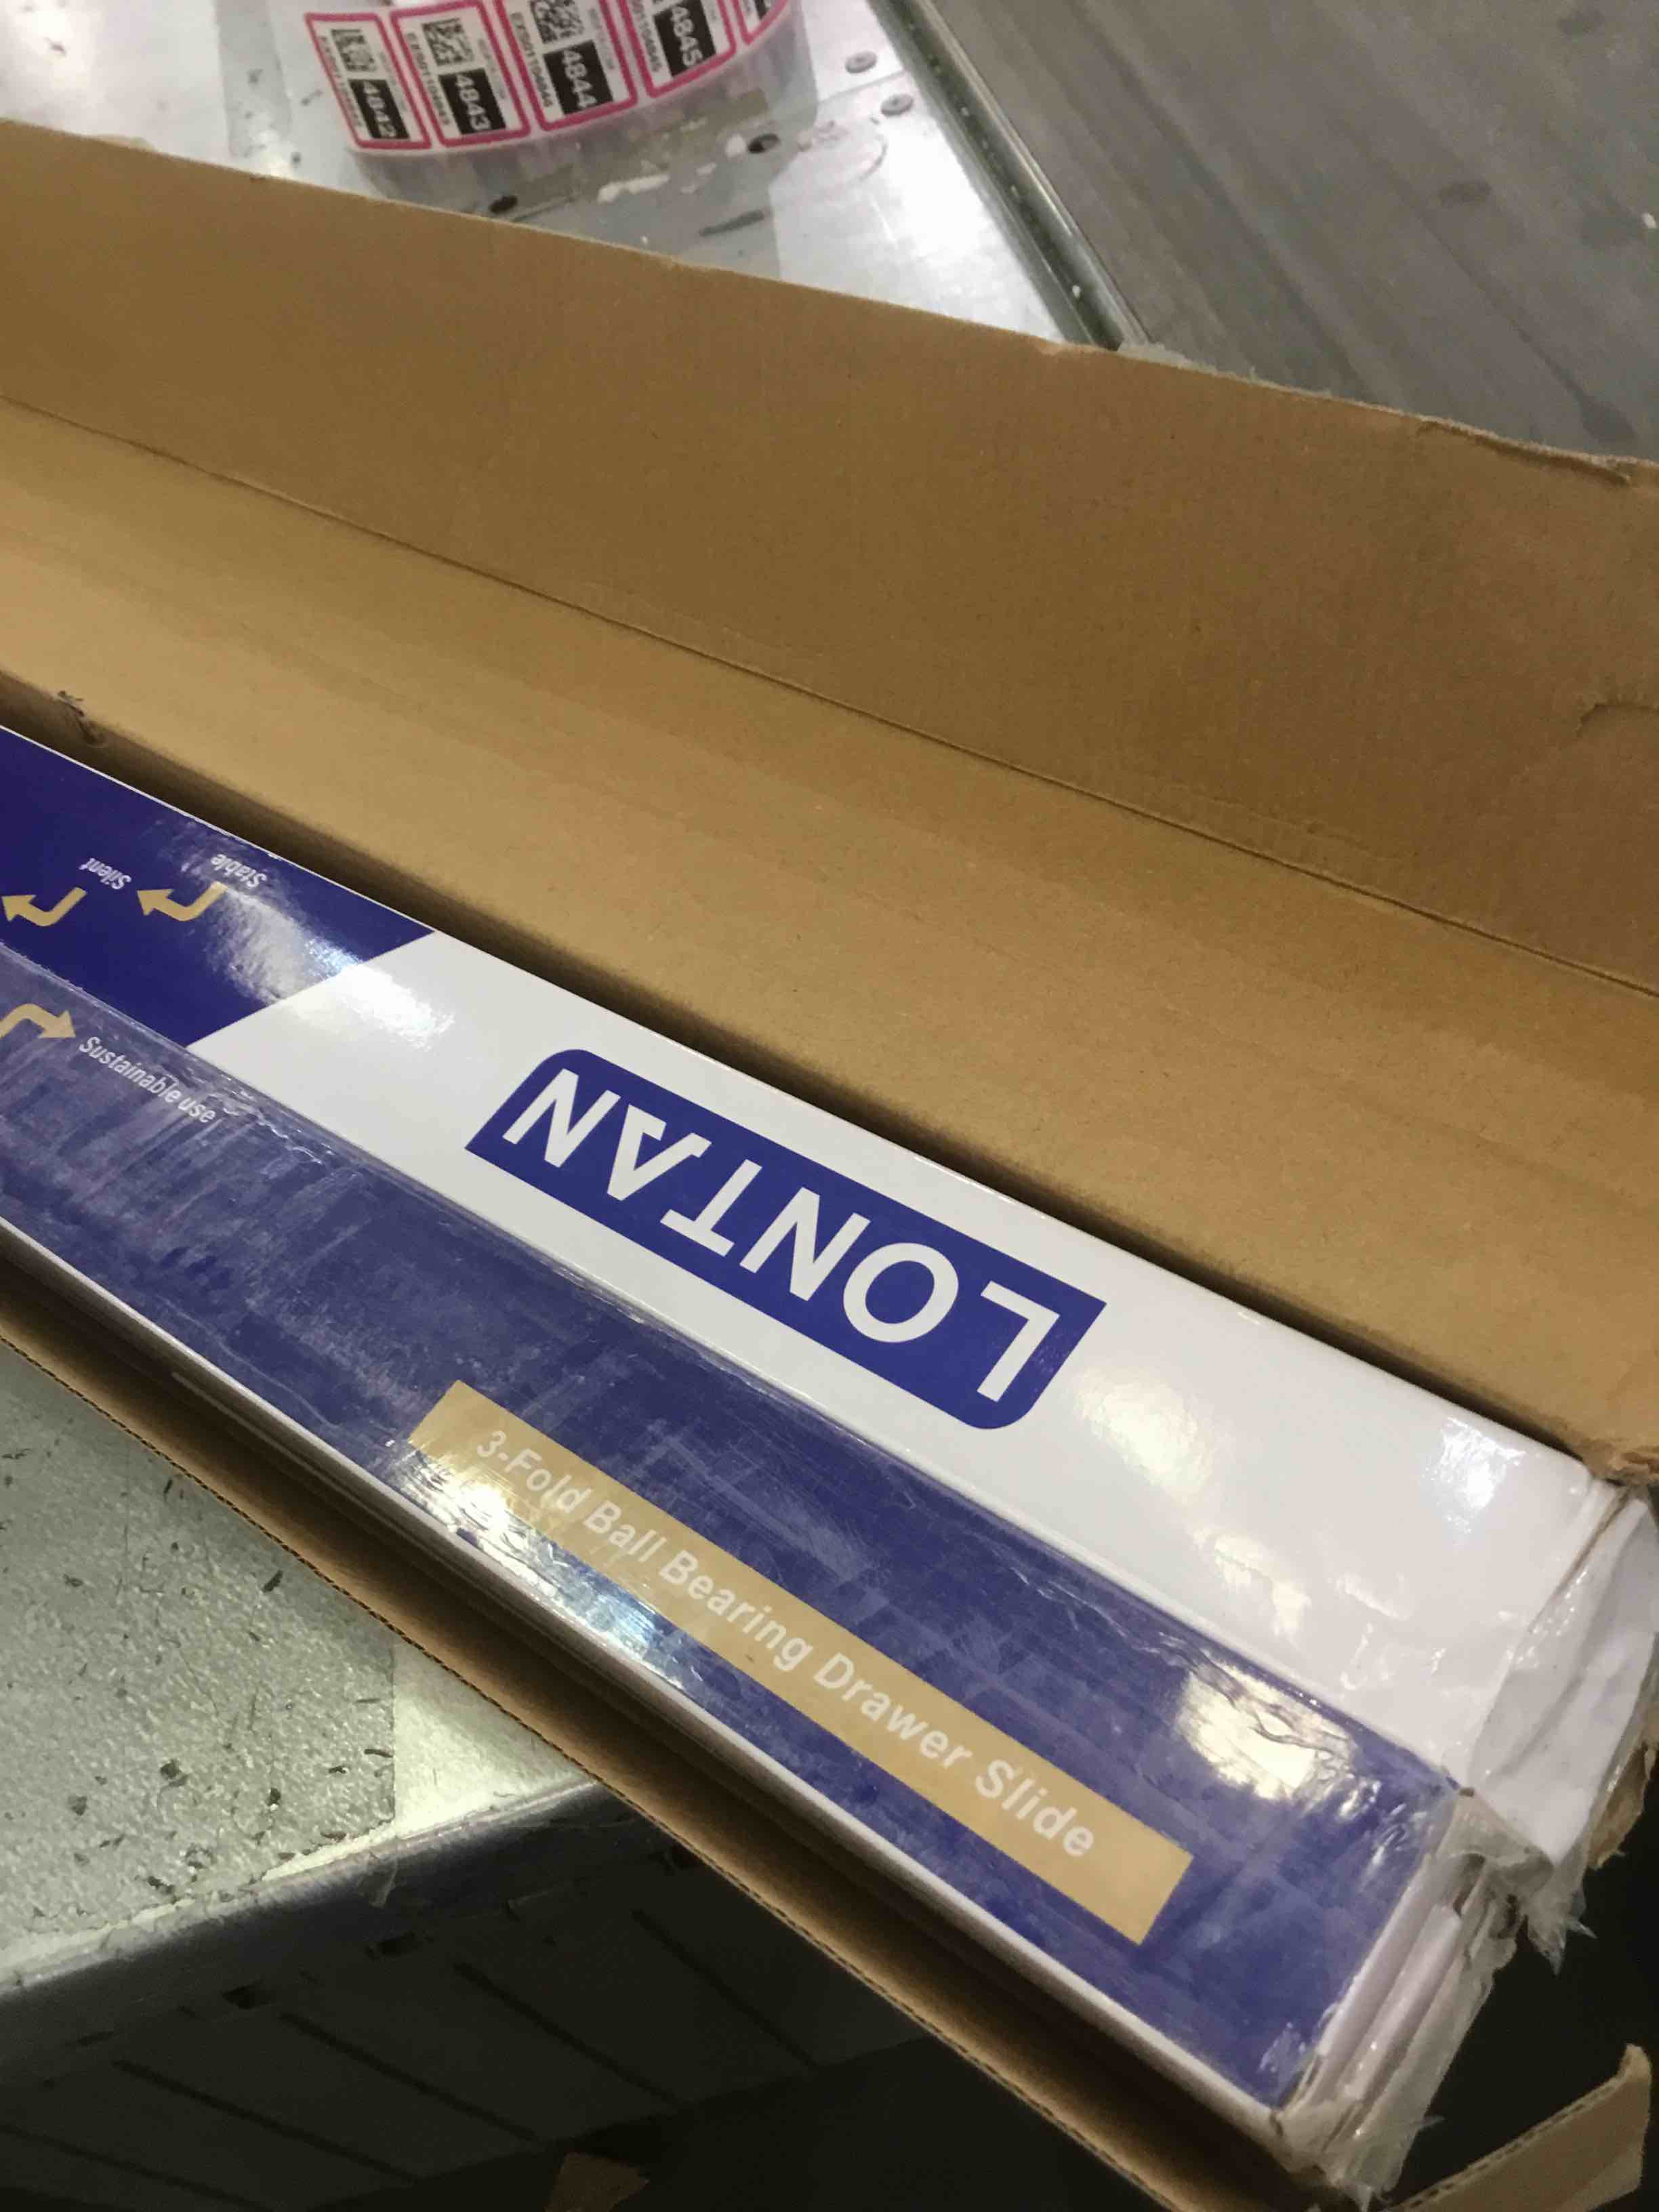 4842
4843
4844
4845
Stable
Silent
Sustainable use
LONTAN
3-Fold Ball Bearing Drawer Slide